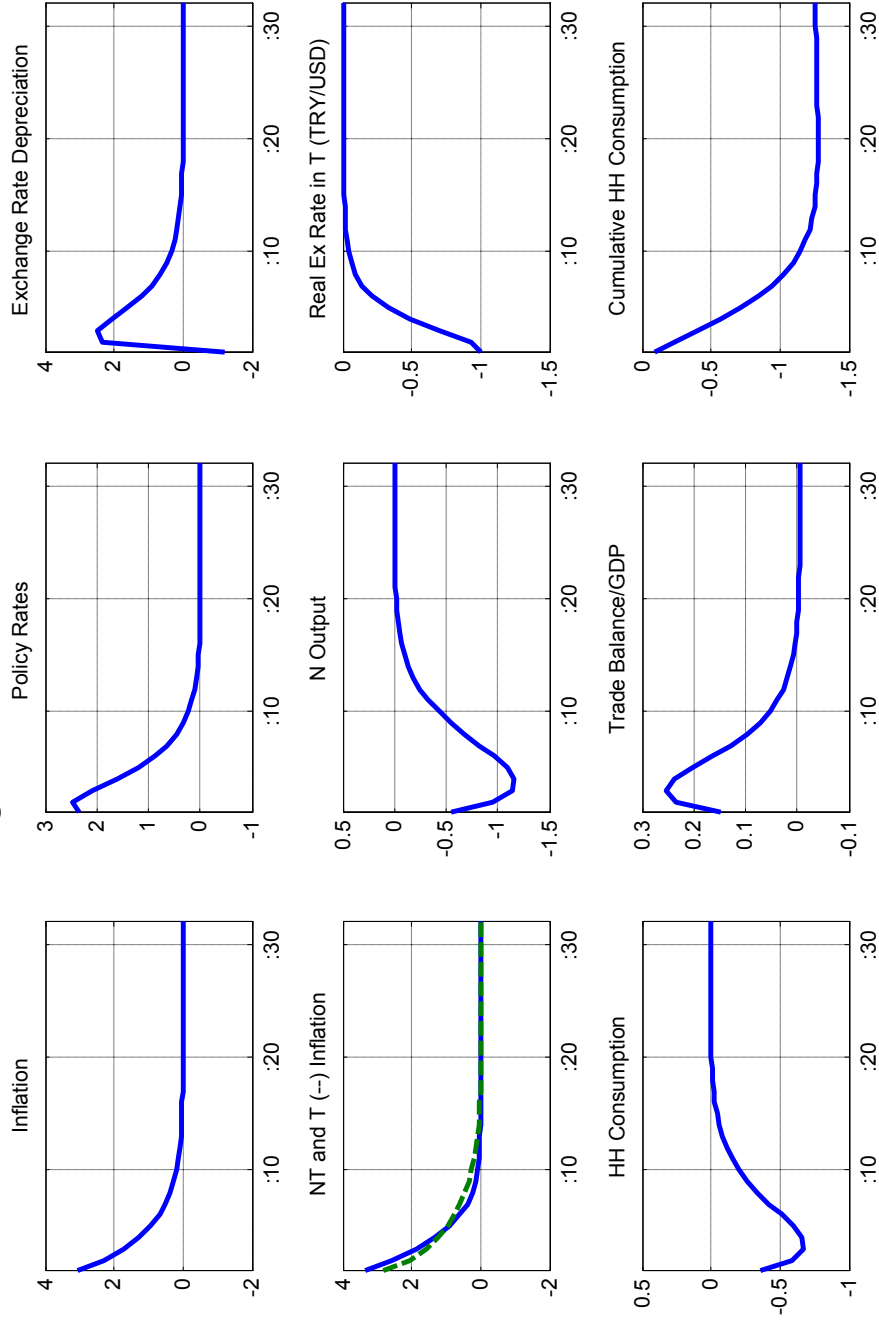 Inflation
4
2
0
-2
:10 :20 :30
Policy Rates
3
2
1
0
-1
:10 :20 :30
Exchange Rate Depreciation
4
2
0
-2
:10 :20 :30
NT and T (--) Inflation
4
2
0
-2
:10 :20 :30
N Output
0.5
0
-0.5
-1
-1.5
:10 :20 :30
Real Ex Rate in T (TRY/USD)
0
-0.5
-1
-1.5
:10 :20 :30
HH Consumption
0.5
0
-0.5
-1
:10 :20 :30
Trade Balance/GDP
0.3
0.2
0.1
0
-0.1
:10 :20 :30
Cumulative HH Consumption
0
-0.5
-1
-1.5
:10 :20 :30